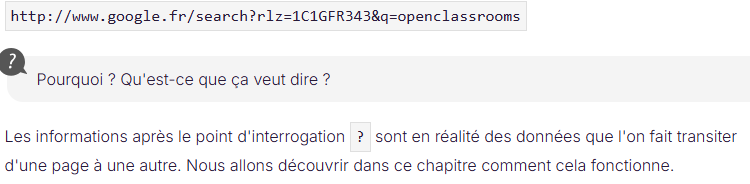 http://www.google.fr/search?rlz=1C1GFR343&q=openclassrooms
?
Pourquoi ? Qu'est-ce que ça veut dire ?
Les informations après le point d'interrogation ? sont en réalité des données que l'on fait transiter
d'une page à une autre. Nous allons découvrir dans ce chapitre comment cela fonctionne.